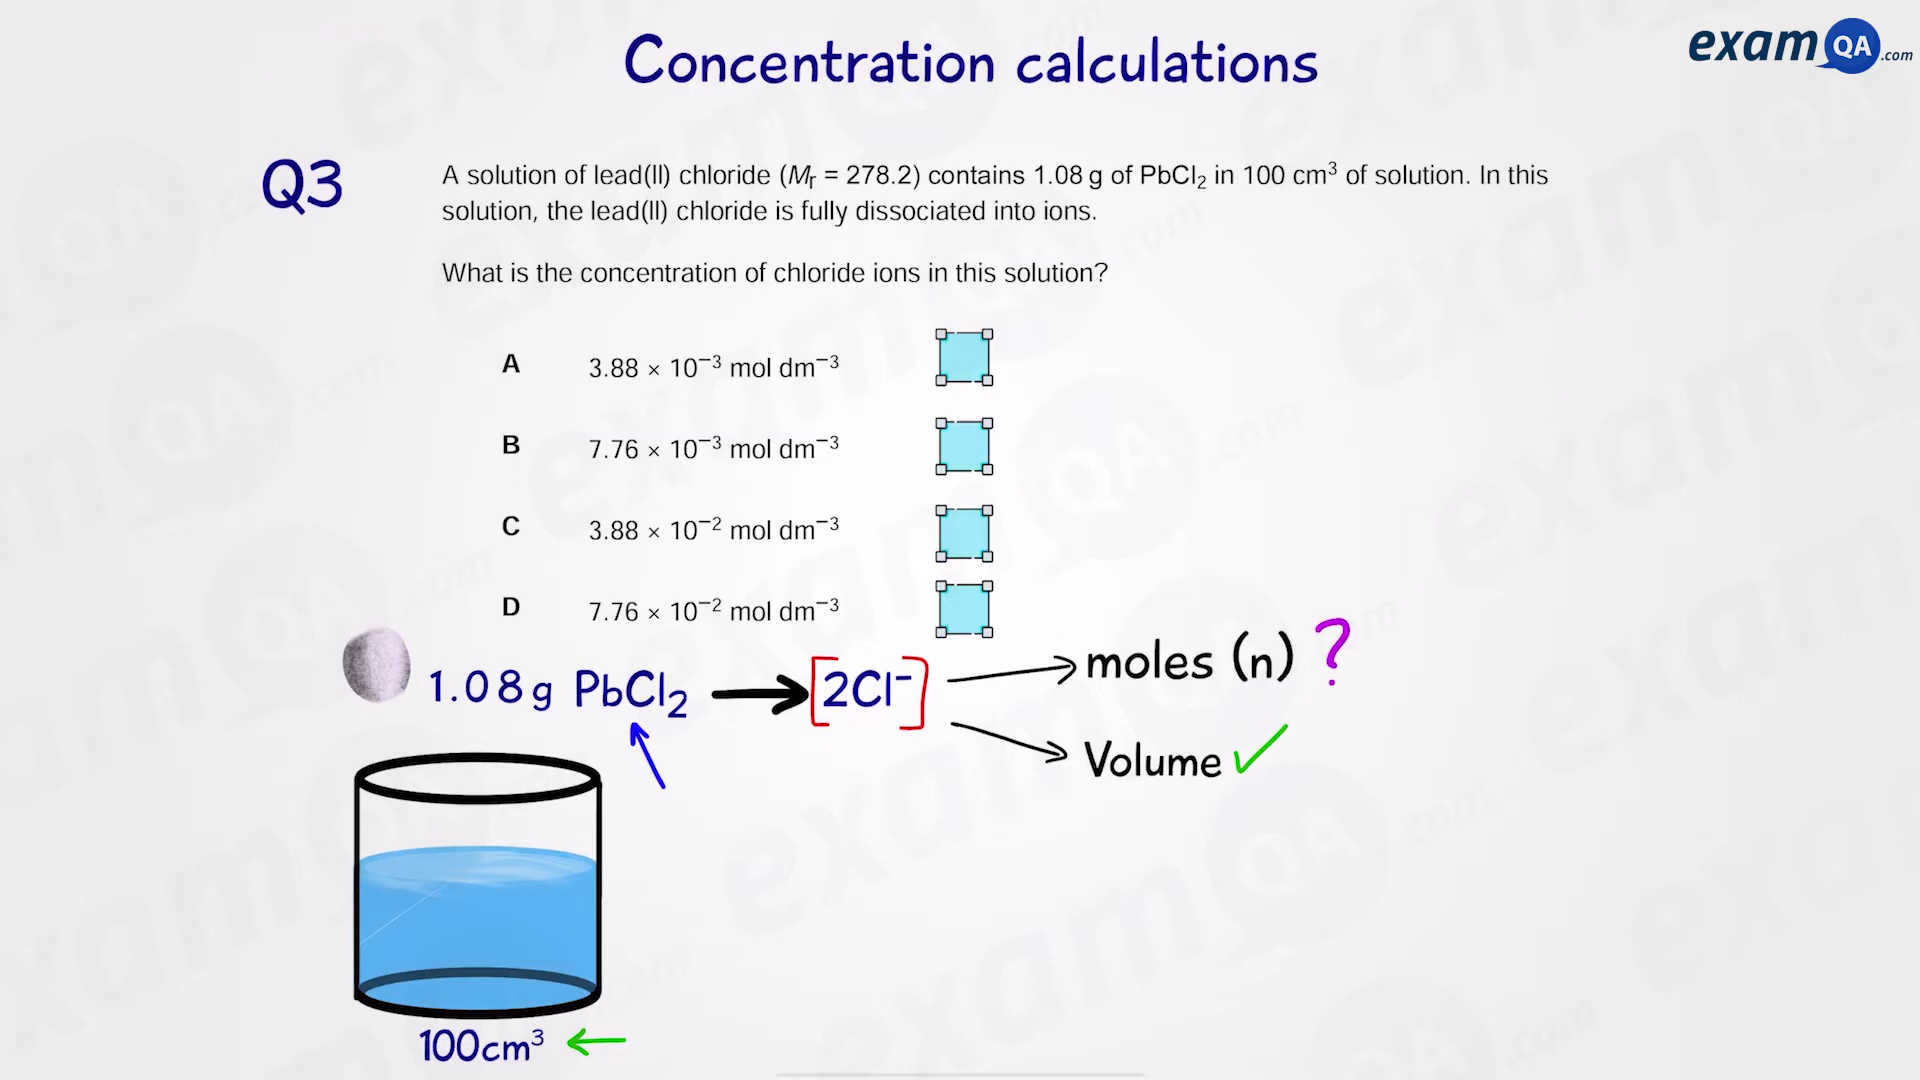 Concentration calculations
examQA.com
Q3
A solution of lead(II) chloride (Mr = 278.2) contains 1.08 g of PbCl₂ in 100 cm³ of solution. In this
solution, the lead(II) chloride is fully dissociated into ions.
What is the concentration of chloride ions in this solution?
A 3.88 × 10⁻³ mol dm⁻³
B 7.76 × 10⁻³ mol dm⁻³
C 3.88 × 10⁻² mol dm⁻³
D 7.76 × 10⁻² mol dm⁻³
1.08g PbCl₂ → [2Cl⁻]
moles (n) ?
Volume ✓
100cm³ ←